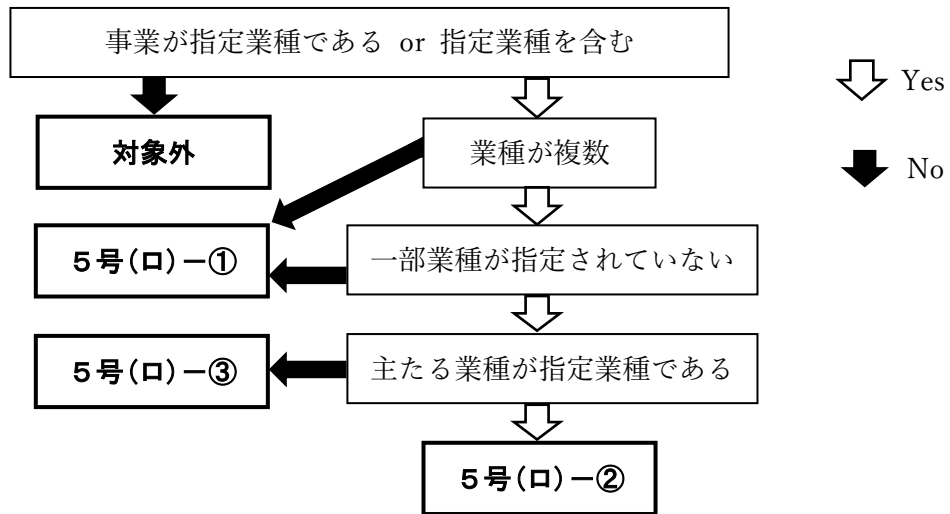 事業が指定業種である or 指定業種を含む
Yes
対象外
業種が複数
No
５号(ロ)－①
一部業種が指定されていない
５号(ロ)－③
主たる業種が指定業種である
５号(ロ)－②